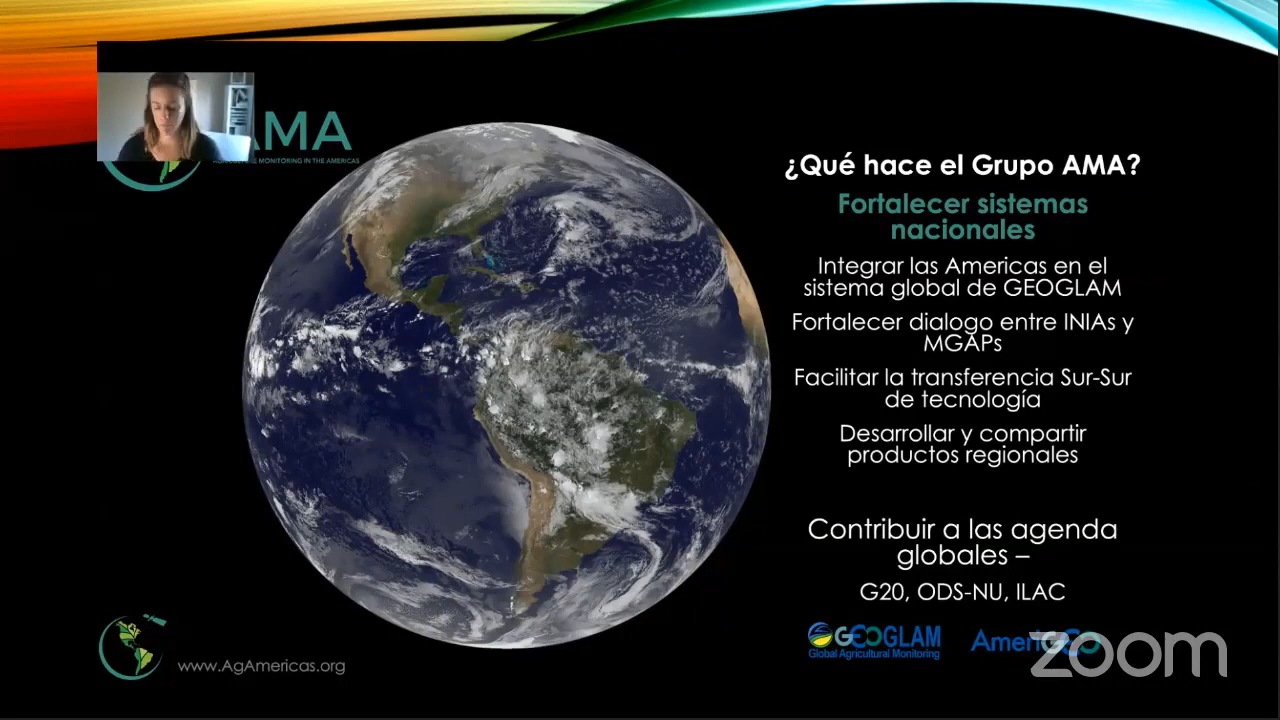 AMA
AGRICULTURAL MONITORING IN THE AMERICAS
¿Qué hace el Grupo AMA?
Fortalecer sistemas
nacionales
Integrar las Americas en el
sistema global de GEOGLAM
Fortalecer dialogo entre INIAs y
MGAPs
Facilitar la transferencia Sur-Sur
de tecnología
Desarrollar y compartir
productos regionales
Contribuir a las agenda
globales –
G20, ODS-NU, ILAC
GEOGLAM
Global Agricultural Monitoring
AmeriGEO
zoom
www.AgAmericas.org